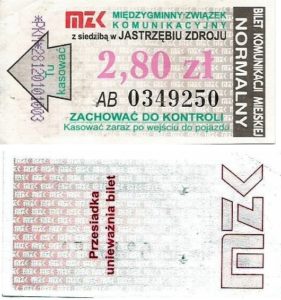 MZK MIĘDZYGMINNY ZWIĄZEK
KOMUNIKACYJNY
z siedzibą w JASTRZĘBIU ZDROJU
2,80 zł
AB 0349250
ZACHOWAĆ DO KONTROLI
Kasować zaraz po wejściu do pojazdu
Tu
kasować
BILET KOMUNIKACJI MIEJSKIEJ
NORMALNY
Przesiadka
unieważnia bilet
MZK